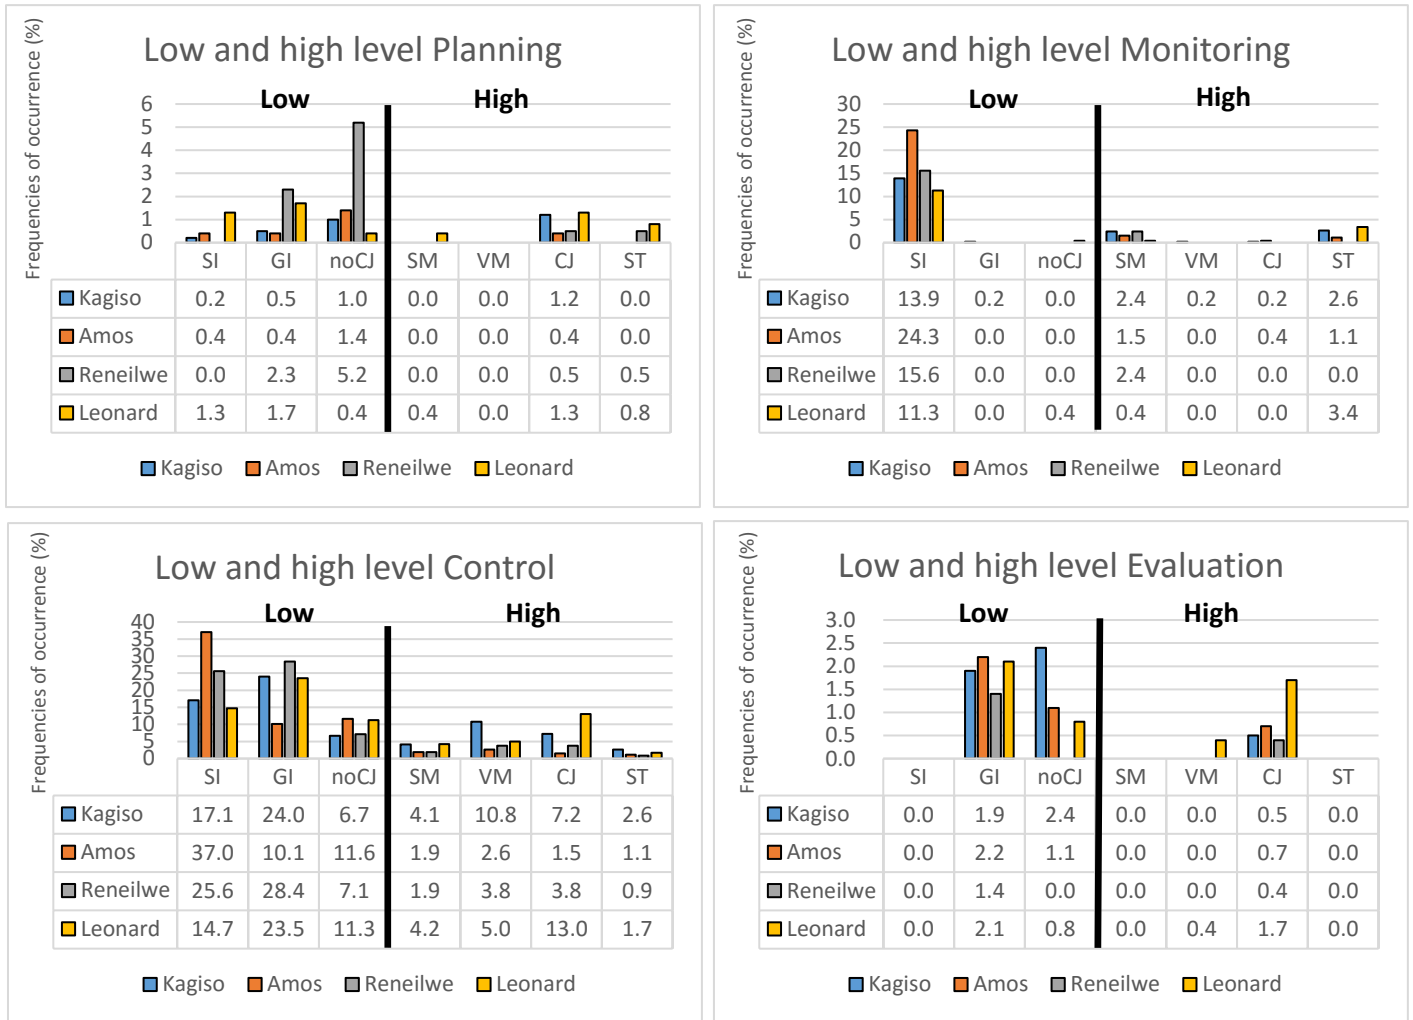 Low and high level Planning
Frequencies of occurrence (%)
Low High
6
5
4
3
2
1
0
SI GI noCJ SM VM CJ ST
Kagiso 0.2 0.5 1.0 0.0 0.0 1.2 0.0
Amos 0.4 0.4 1.4 0.0 0.0 0.4 0.0
Reneilwe 0.0 2.3 5.2 0.0 0.0 0.5 0.5
Leonard 1.3 1.7 0.4 0.4 0.0 1.3 0.8
Kagiso Amos Reneilwe Leonard
Low and high level Monitoring
Frequencies of occurrence (%)
Low High
30
25
20
15
10
5
0
SI GI noCJ SM VM CJ ST
Kagiso 13.9 0.2 0.0 2.4 0.2 0.2 2.6
Amos 24.3 0.0 0.0 1.5 0.0 0.4 1.1
Reneilwe 15.6 0.0 0.0 2.4 0.0 0.0 0.0
Leonard 11.3 0.0 0.4 0.4 0.0 0.0 3.4
Kagiso Amos Reneilwe Leonard
Low and high level Control
Frequencies of occurrence (%)
Low High
40
35
30
25
20
15
10
5
0
SI GI noCJ SM VM CJ ST
Kagiso 17.1 24.0 6.7 4.1 10.8 7.2 2.6
Amos 37.0 10.1 11.6 1.9 2.6 1.5 1.1
Reneilwe 25.6 28.4 7.1 1.9 3.8 3.8 0.9
Leonard 14.7 23.5 11.3 4.2 5.0 13.0 1.7
Kagiso Amos Reneilwe Leonard
Low and high level Evaluation
Frequencies of occurrence (%)
Low High
3.0
2.5
2.0
1.5
1.0
0.5
0.0
SI GI noCJ SM VM CJ ST
Kagiso 0.0 1.9 2.4 0.0 0.0 0.5 0.0
Amos 0.0 2.2 1.1 0.0 0.0 0.7 0.0
Reneilwe 0.0 1.4 0.0 0.0 0.0 0.4 0.0
Leonard 0.0 2.1 0.8 0.0 0.4 1.7 0.0
Kagiso Amos Reneilwe Leonard